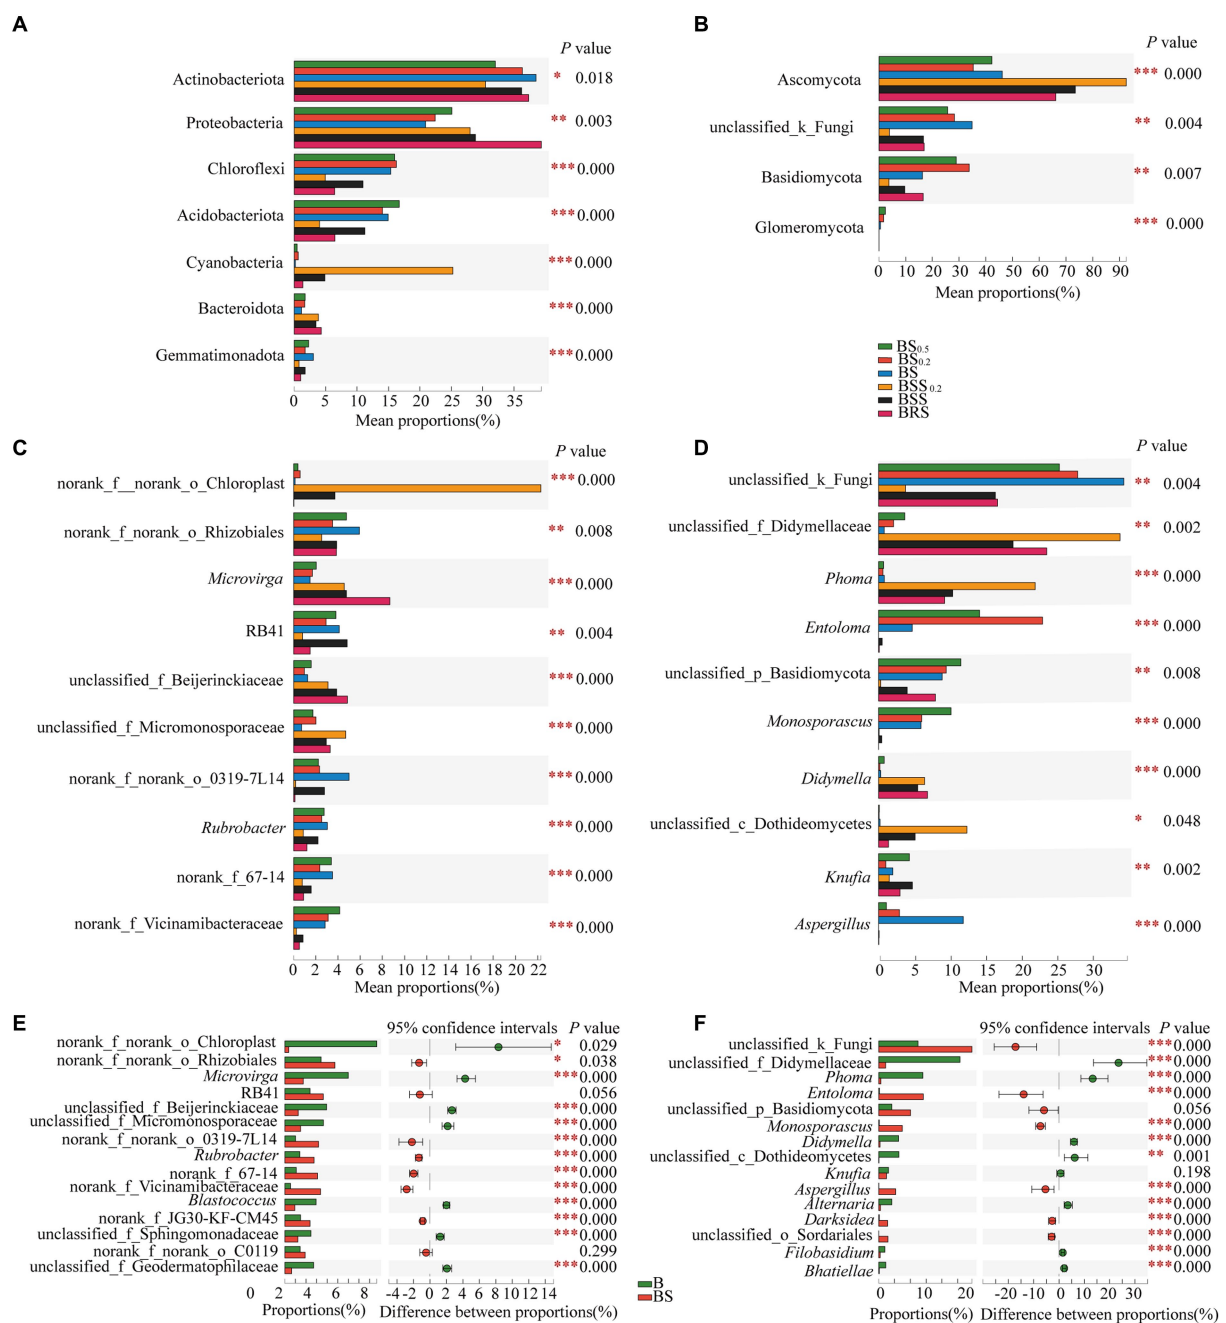 A
P value
Actinobacteriota * 0.018
Proteobacteria ** 0.003
Chloroflexi *** 0.000
Acidobacteriota *** 0.000
Cyanobacteria *** 0.000
Bacteroidota *** 0.000
Gemmatimonadota *** 0.000
0 5 10 15 20 25 30 35
Mean proportions(%)
B
P value
Ascomycota *** 0.000
unclassified_k_Fungi ** 0.004
Basidiomycota ** 0.007
Glomeromycota *** 0.000
0 10 20 30 40 50 60 70 80 90
Mean proportions(%)
BS0.5
BS0.2
BS
BSS0.2
BSS
BRS
C
P value
norank_f__norank_o_Chloroplast *** 0.000
norank_f_norank_o_Rhizobiales ** 0.008
Microvirga *** 0.000
RB41 ** 0.004
unclassified_f_Beijerinckiaceae *** 0.000
unclassified_f_Micromonosporaceae *** 0.000
norank_f_norank_o_0319-7L14 *** 0.000
Rubrobacter *** 0.000
norank_f_67-14 *** 0.000
norank_f_Vicinamibacteraceae *** 0.000
0 2 4 6 8 10 12 14 16 18 20 22
Mean proportions(%)
D
P value
unclassified_k_Fungi ** 0.004
unclassified_f_Didymellaceae ** 0.002
Phoma *** 0.000
Entoloma *** 0.000
unclassified_p_Basidiomycota ** 0.008
Monosporascus *** 0.000
Didymella *** 0.000
unclassified_c_Dothideomycetes * 0.048
Knufia ** 0.002
Aspergillus *** 0.000
0 5 10 15 20 25 30
Mean proportions(%)
E
95% confidence intervals P value
norank_f_norank_o_Chloroplast * 0.029
norank_f_norank_o_Rhizobiales * 0.038
Microvirga *** 0.000
RB41 0.056
unclassified_f_Beijerinckiaceae *** 0.000
unclassified_f_Micromonosporaceae *** 0.000
norank_f_norank_o_0319-7L14 *** 0.000
Rubrobacter *** 0.000
norank_f_67-14 *** 0.000
norank_f_Vicinamibacteraceae *** 0.000
Blastococcus *** 0.000
norank_f_JG30-KF-CM45 *** 0.000
unclassified_f_Sphingomonadaceae *** 0.000
norank_f_norank_o_C0119 0.299
unclassified_f_Geodermatophilaceae *** 0.000
0 2 4 6 8 -4 -2 0 2 4 6 8 10 12 14
Proportions(%) Difference between proportions(%)
B
BS
F
95% confidence intervals P value
unclassified_k_Fungi *** 0.000
unclassified_f_Didymellaceae *** 0.000
Phoma *** 0.000
Entoloma *** 0.000
unclassified_p_Basidiomycota 0.056
Monosporascus *** 0.000
Didymella *** 0.000
unclassified_c_Dothideomycetes ** 0.001
Knufia 0.198
Aspergillus *** 0.000
Alternaria *** 0.000
Darksidea *** 0.000
unclassified_o_Sordariales *** 0.000
Filobasidium *** 0.000
Bhatiellae *** 0.000
0 10 20 -20 -10 0 10 20 30
Proportions(%) Difference between proportions(%)